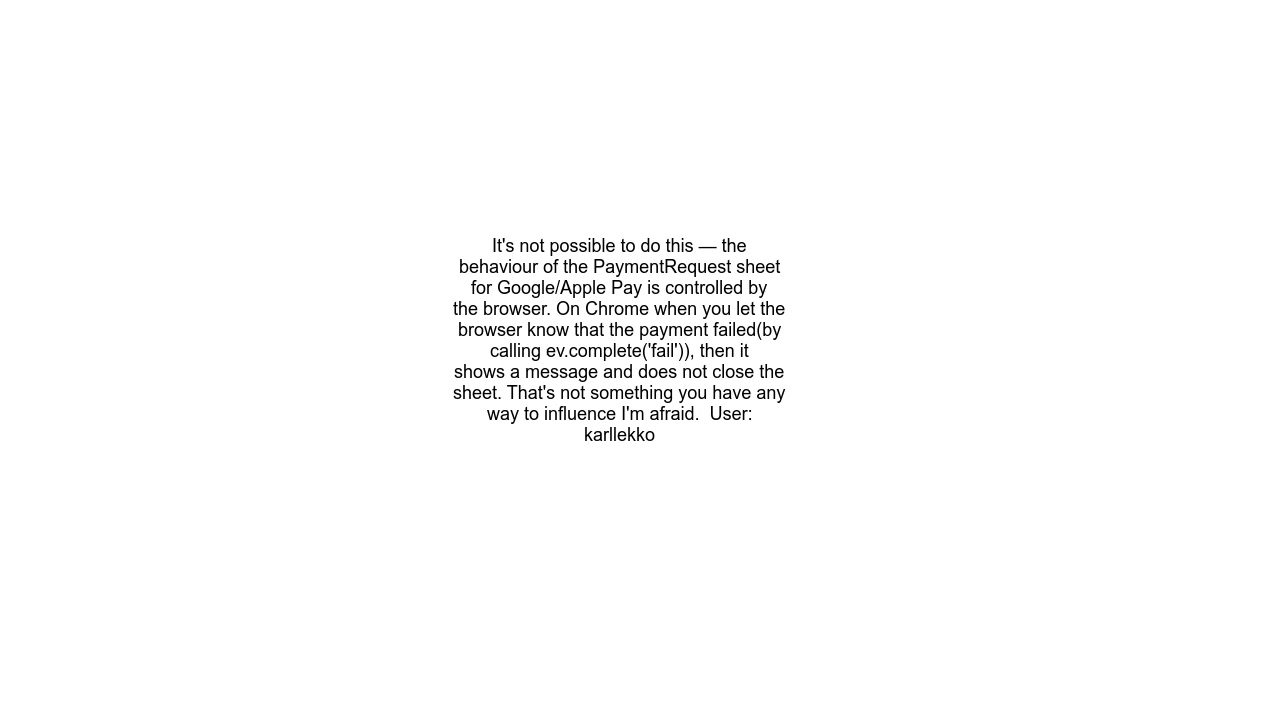 It's not possible to do this — the
behaviour of the PaymentRequest sheet
for Google/Apple Pay is controlled by
the browser. On Chrome when you let the
browser know that the payment failed(by
calling ev.complete('fail')), then it
shows a message and does not close the
sheet. That's not something you have any
way to influence I'm afraid.  User:
karllekko